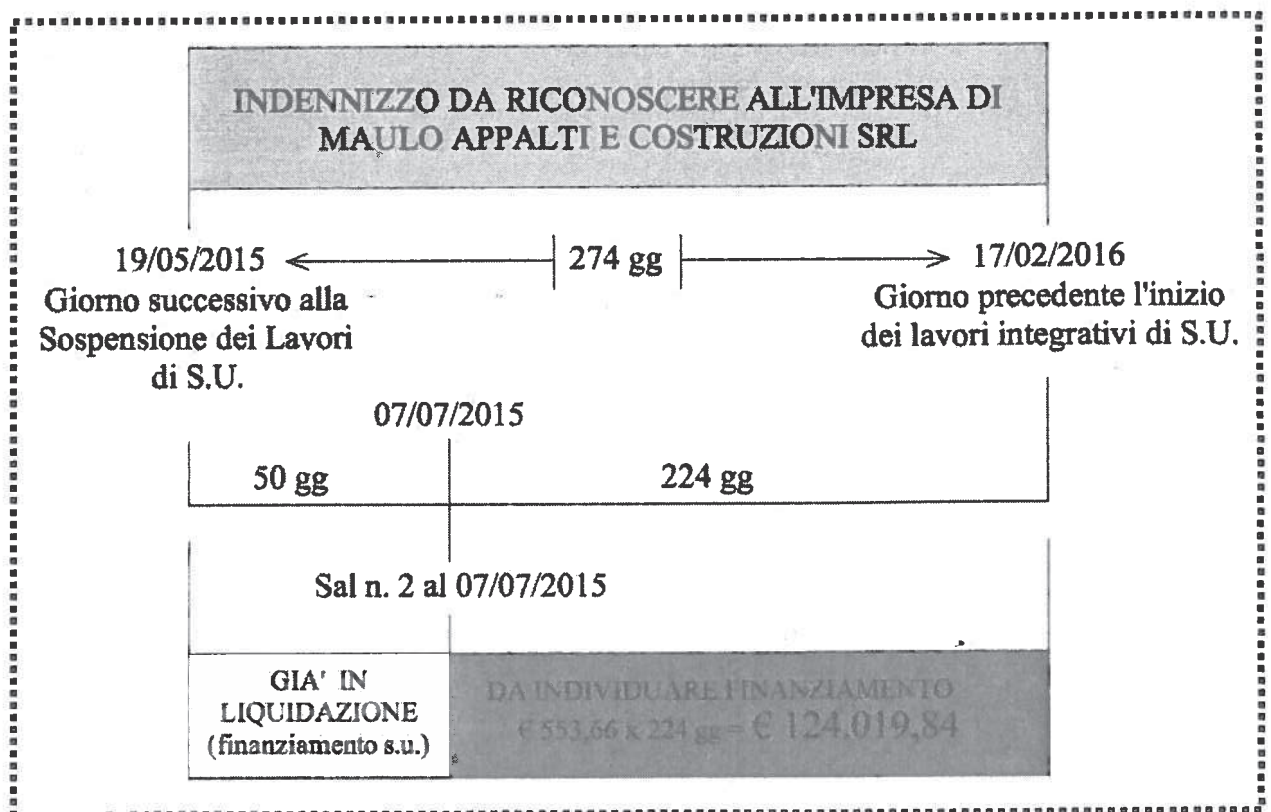 INDENNIZZO DA RICONOSCERE ALL'IMPRESA DI
MAULO APPALTI E COSTRUZIONI SRL
19/05/2015
274 gg
17/02/2016
Giorno successivo alla
Sospensione dei Lavori
di S.U.
Giorno precedente l'inizio
dei lavori integrativi di S.U.
07/07/2015
50 gg
224 gg
Sal n. 2 al 07/07/2015
GIA' IN
LIQUIDAZIONE
(finanziamento s.u.)
DA INDIVIDUARE FINANZIAMENTO
€ 553,66 x 224 gg = € 124.019,84